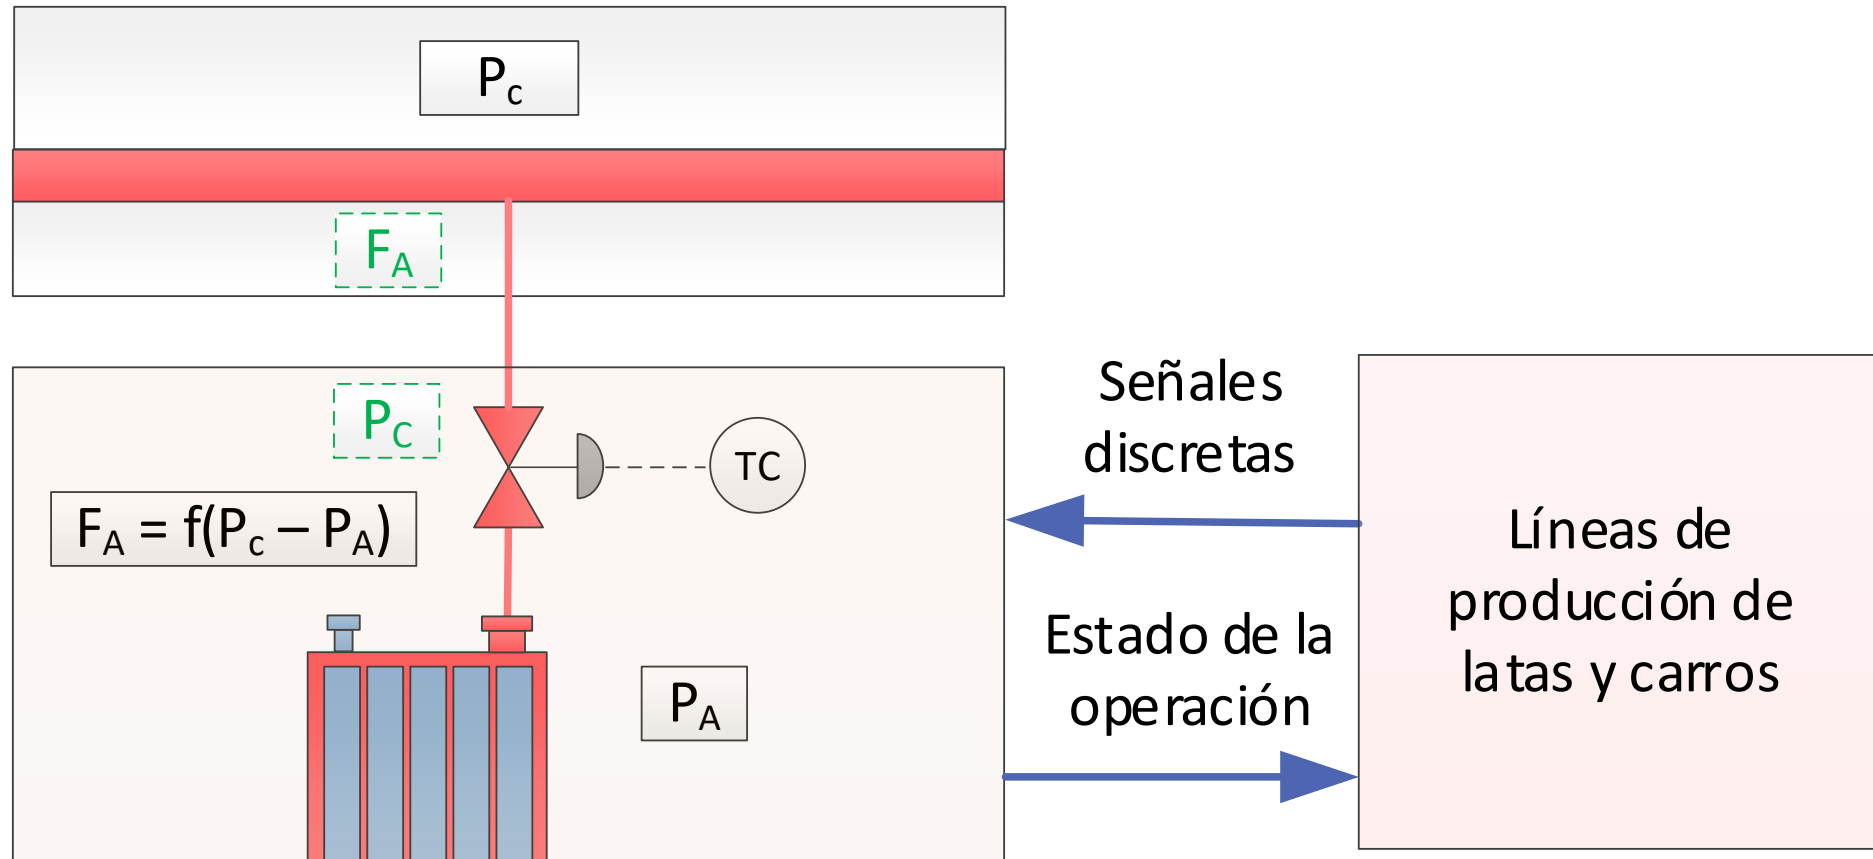 Pc
FA
PC
TC
FA = f(Pc – PA)
PA
Señales
discretas
Estado de la
operación
Líneas de
producción de
latas y carros